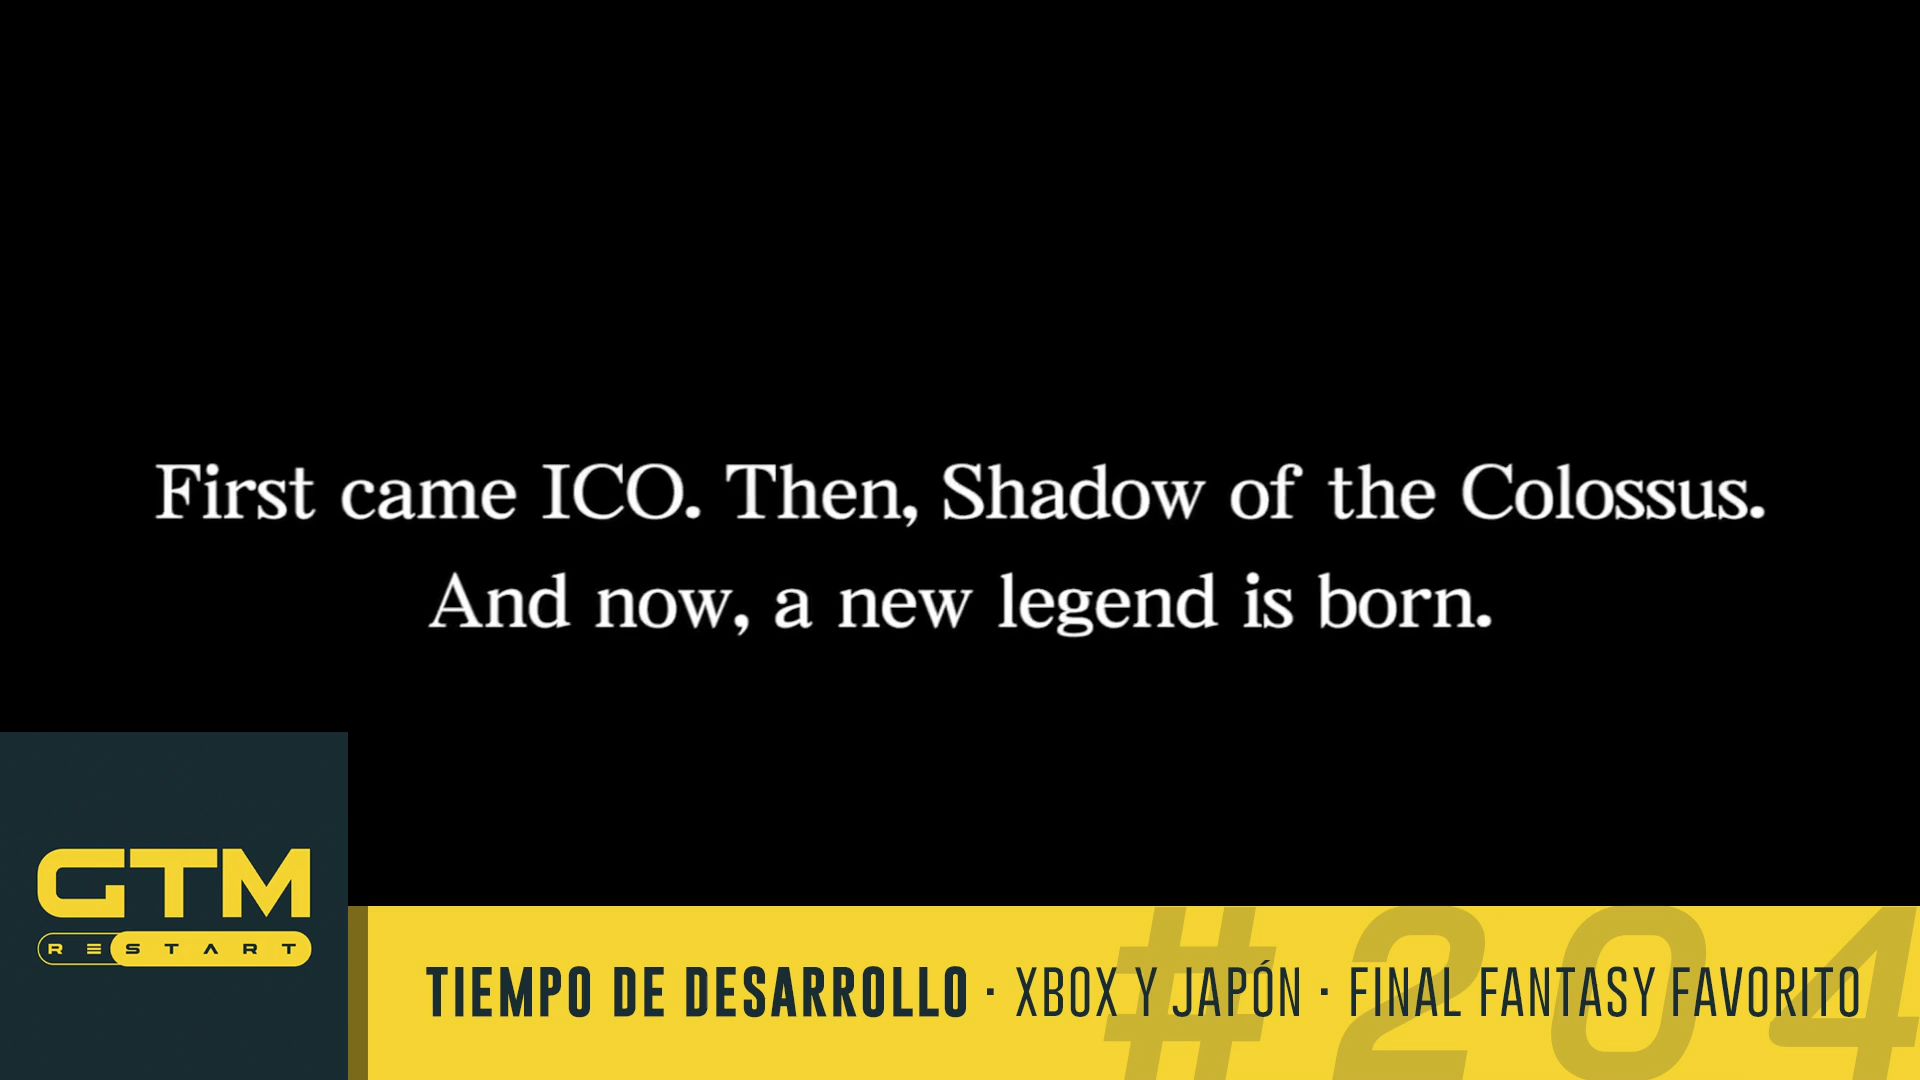 First came ICO. Then, Shadow of the Colossus.
And now, a new legend is born.
GTM
RESTART
#204
TIEMPO DE DESARROLLO · XBOX Y JAPÓN · FINAL FANTASY FAVORITO